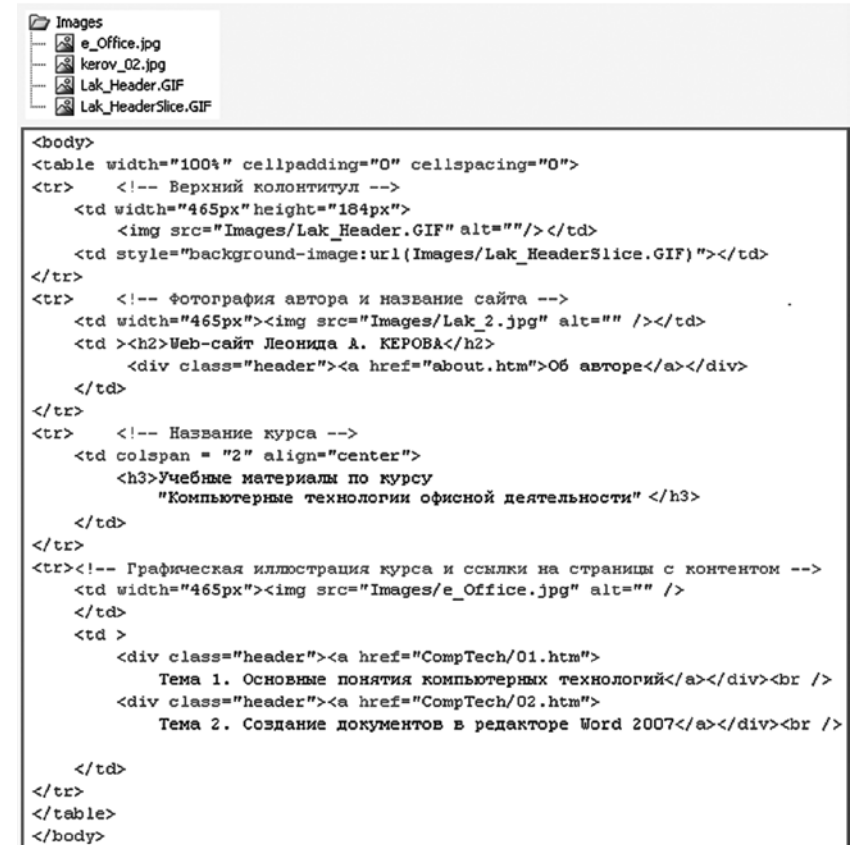 Images
e_Office.jpg
kerov_02.jpg
Lak_Header.GIF
Lak_HeaderSlice.GIF
<body>
<table width="100%" cellpadding="0" cellspacing="0">
<tr>    <!-- Верхний колонтитул -->
    <td width="465px"height="184px">
        <img src="Images/Lak_Header.GIF" alt=""/></td>
    <td style="background-image:url(Images/Lak_HeaderSlice.GIF)"></td>
</tr>
<tr>    <!-- Фотография автора и название сайта -->
    <td width="465px"><img src="Images/Lak_2.jpg" alt="" /></td>
    <td ><h2>Web-сайт Леонида А. КЕРОВА</h2>
         <div class="header"><a href="about.htm">Об авторе</a></div>
    </td>
</tr>
<tr>    <!-- Название курса -->
    <td colspan = "2" align="center">
        <h3>Учебные материалы по курсу
            "Компьютерные технологии офисной деятельности" </h3>
    </td>
</tr>
<tr><!-- Графическая иллюстрация курса и ссылки на страницы с контентом -->
    <td width="465px"><img src="Images/e_Office.jpg" alt="" />
    </td>
    <td >
        <div class="header"><a href="CompTech/01.htm">
            Тема 1. Основные понятия компьютерных технологий</a></div><br />
        <div class="header"><a href="CompTech/02.htm">
            Тема 2. Создание документов в редакторе Word 2007</a></div><br />
    </td>
</tr>
</table>
</body>